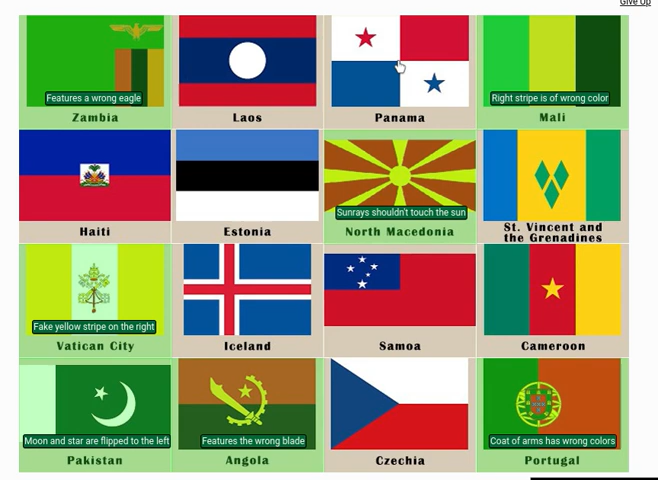 Give Up
Features a wrong eagle
Right stripe is of wrong color
Zambia
Laos
Panama
Mali
Sunrays shouldn't touch the sun
Haiti
Estonia
North Macedonia
St. Vincent and
the Grenadines
Fake yellow stripe on the right
Vatican City
Iceland
Samoa
Cameroon
Moon and star are flipped to the left
Features the wrong blade
Coat of arms has wrong colors
Pakistan
Angola
Czechia
Portugal